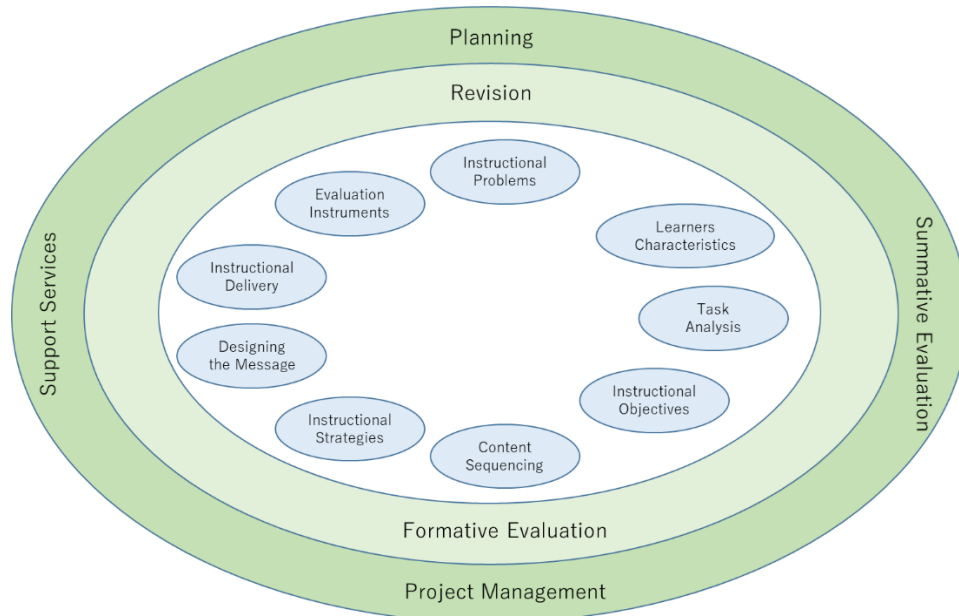 Planning
Revision
Instructional
Problems
Evaluation
Instruments
Learners
Characteristics
Instructional
Delivery
Task
Analysis
Designing
the Message
Instructional
Objectives
Instructional
Strategies
Content
Sequencing
Support Services
Summative Evaluation
Formative Evaluation
Project Management